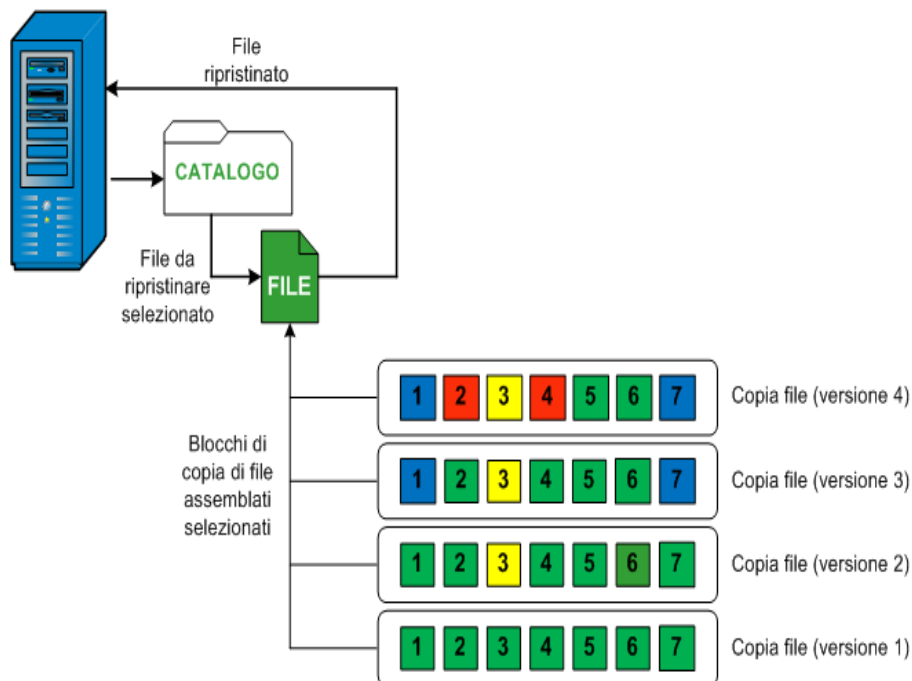 File
ripristinato
CATALOGO
File da
ripristinare
selezionato
FILE
Blocchi di
copia di file
assemblati
selezionati
1 2 3 4 5 6 7 Copia file (versione 4)
1 2 3 4 5 6 7 Copia file (versione 3)
1 2 3 4 5 6 7 Copia file (versione 2)
1 2 3 4 5 6 7 Copia file (versione 1)